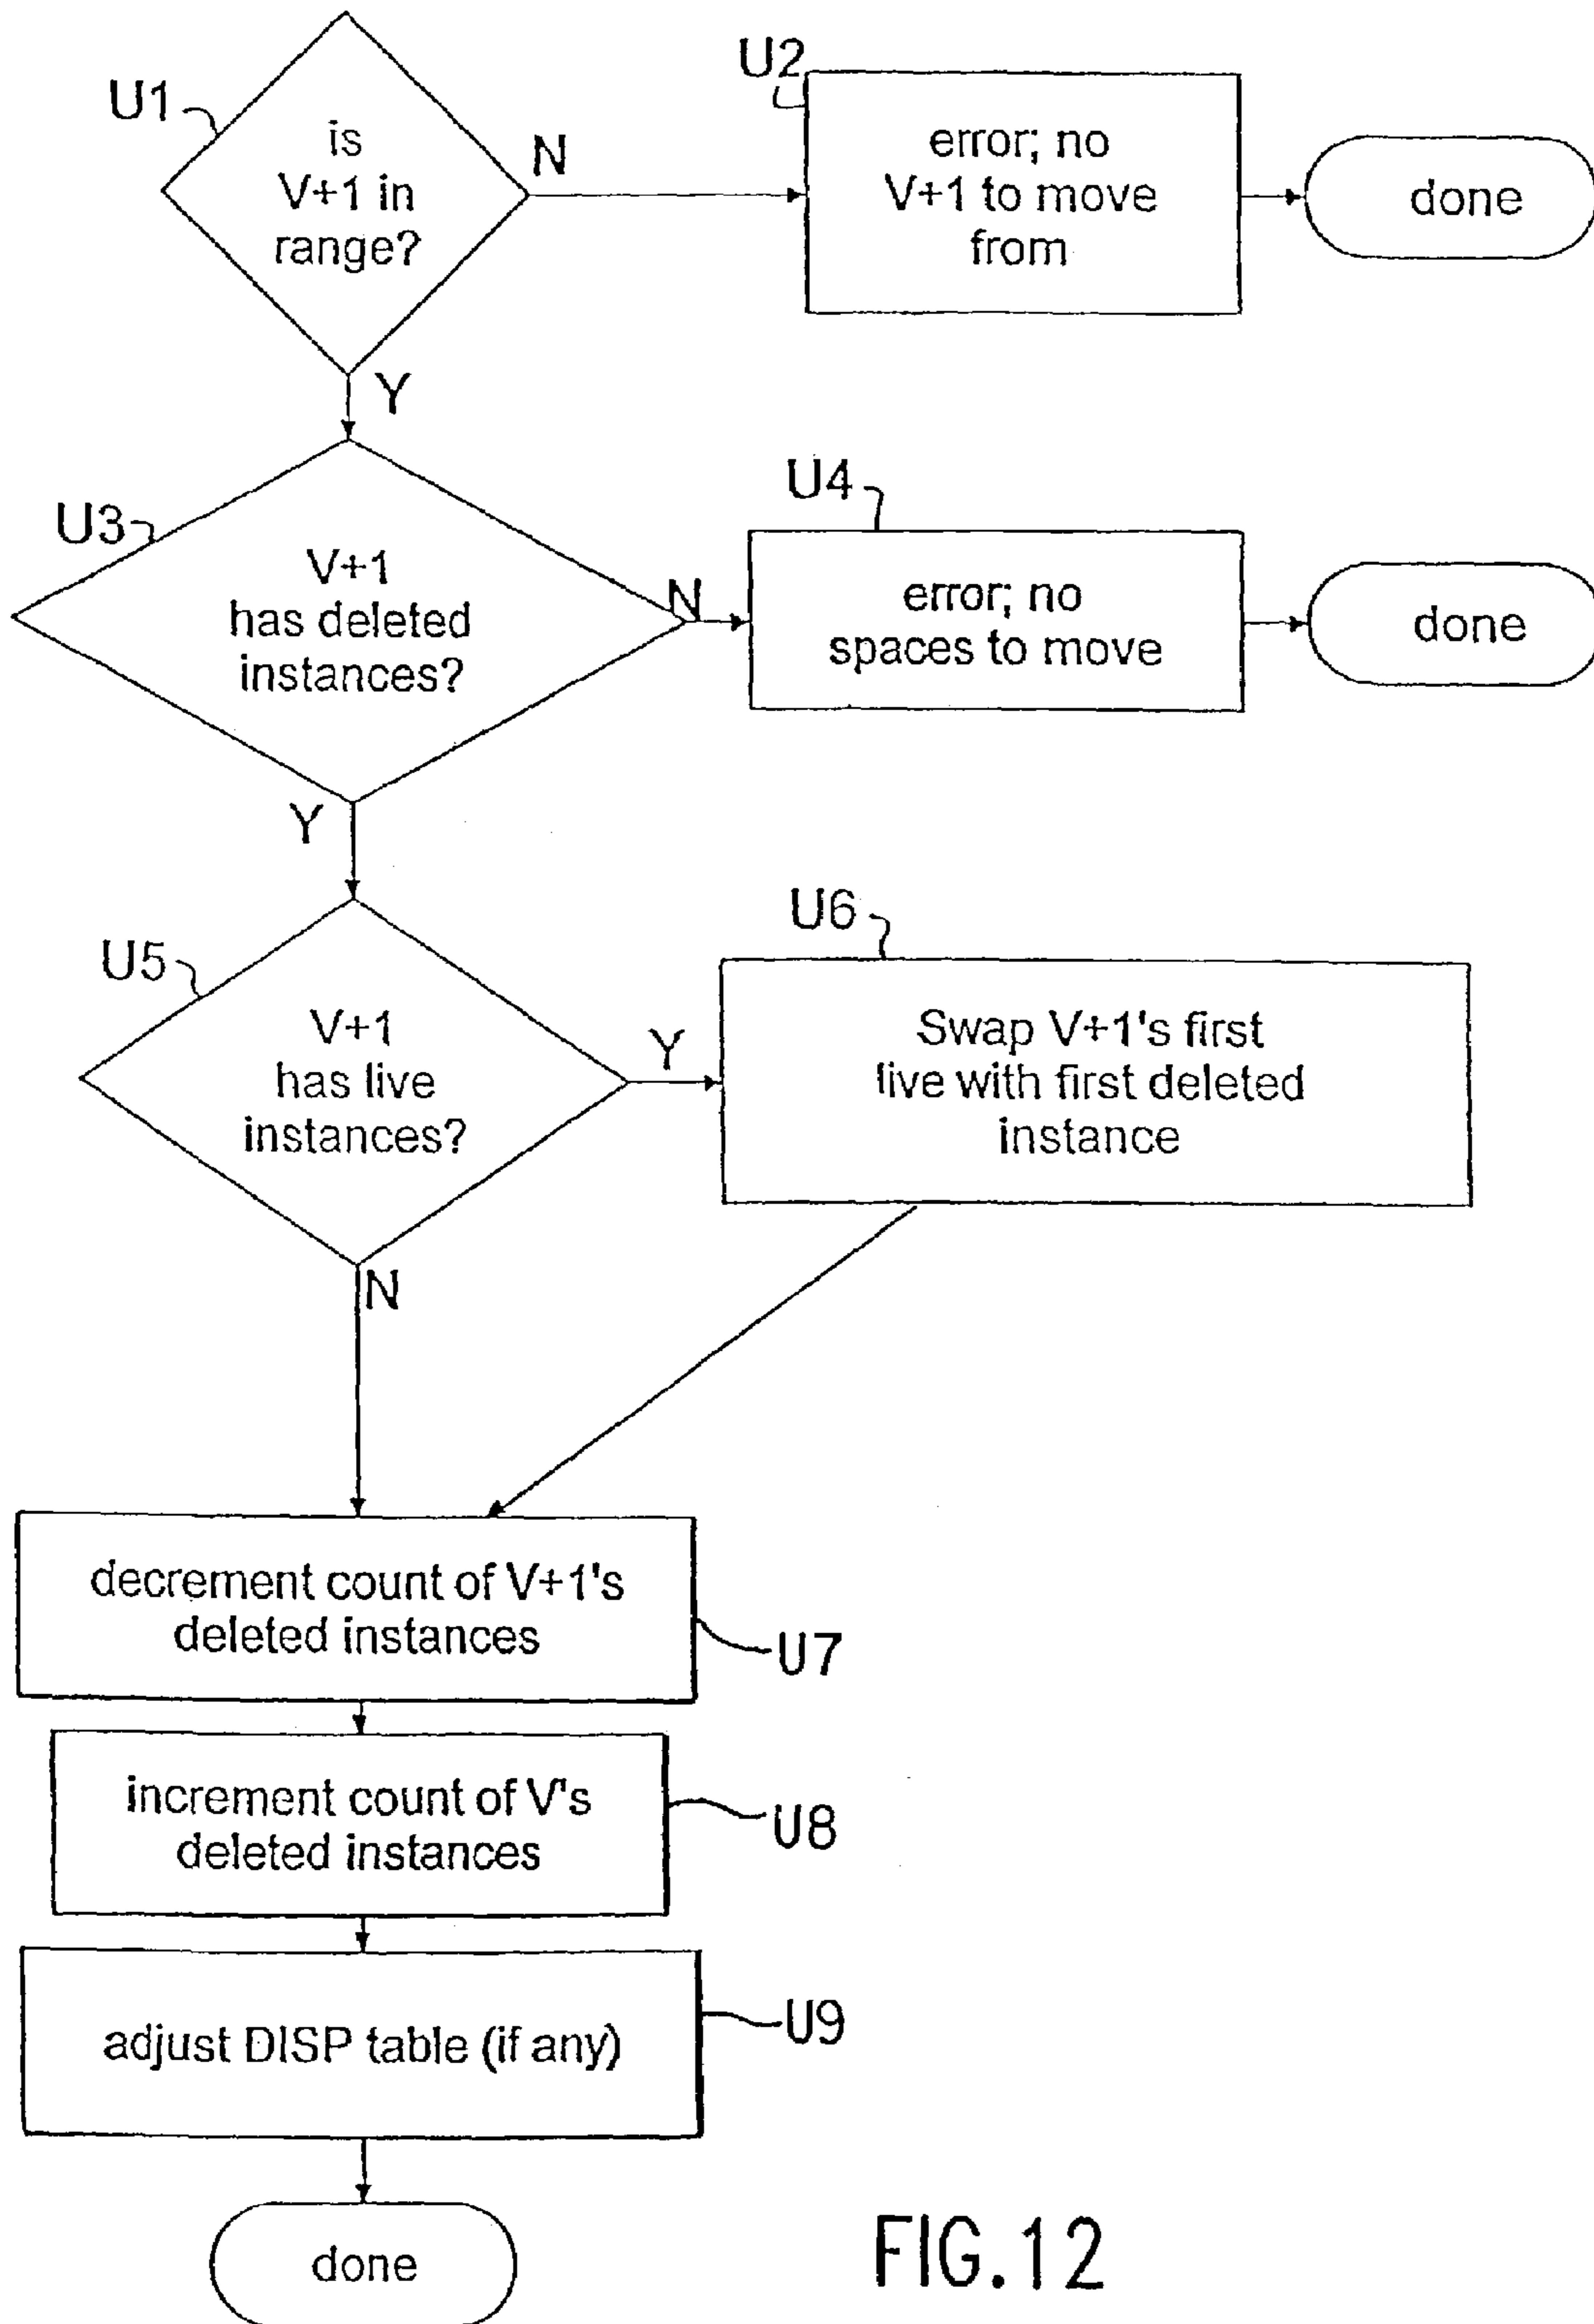 U1
is
V+1 in
range?
N
U2
error; no
V+1 to move
from
done
Y
U3
V+1
has deleted
instances?
N
U4
error; no
spaces to move
done
Y
U5
V+1
has live
instances?
Y
U6
Swap V+1's first
live with first deleted
instance
N
decrement count of V+1's
deleted instances
U7
increment count of V's
deleted instances
U8
adjust DISP table (if any)
U9
done
FIG.12